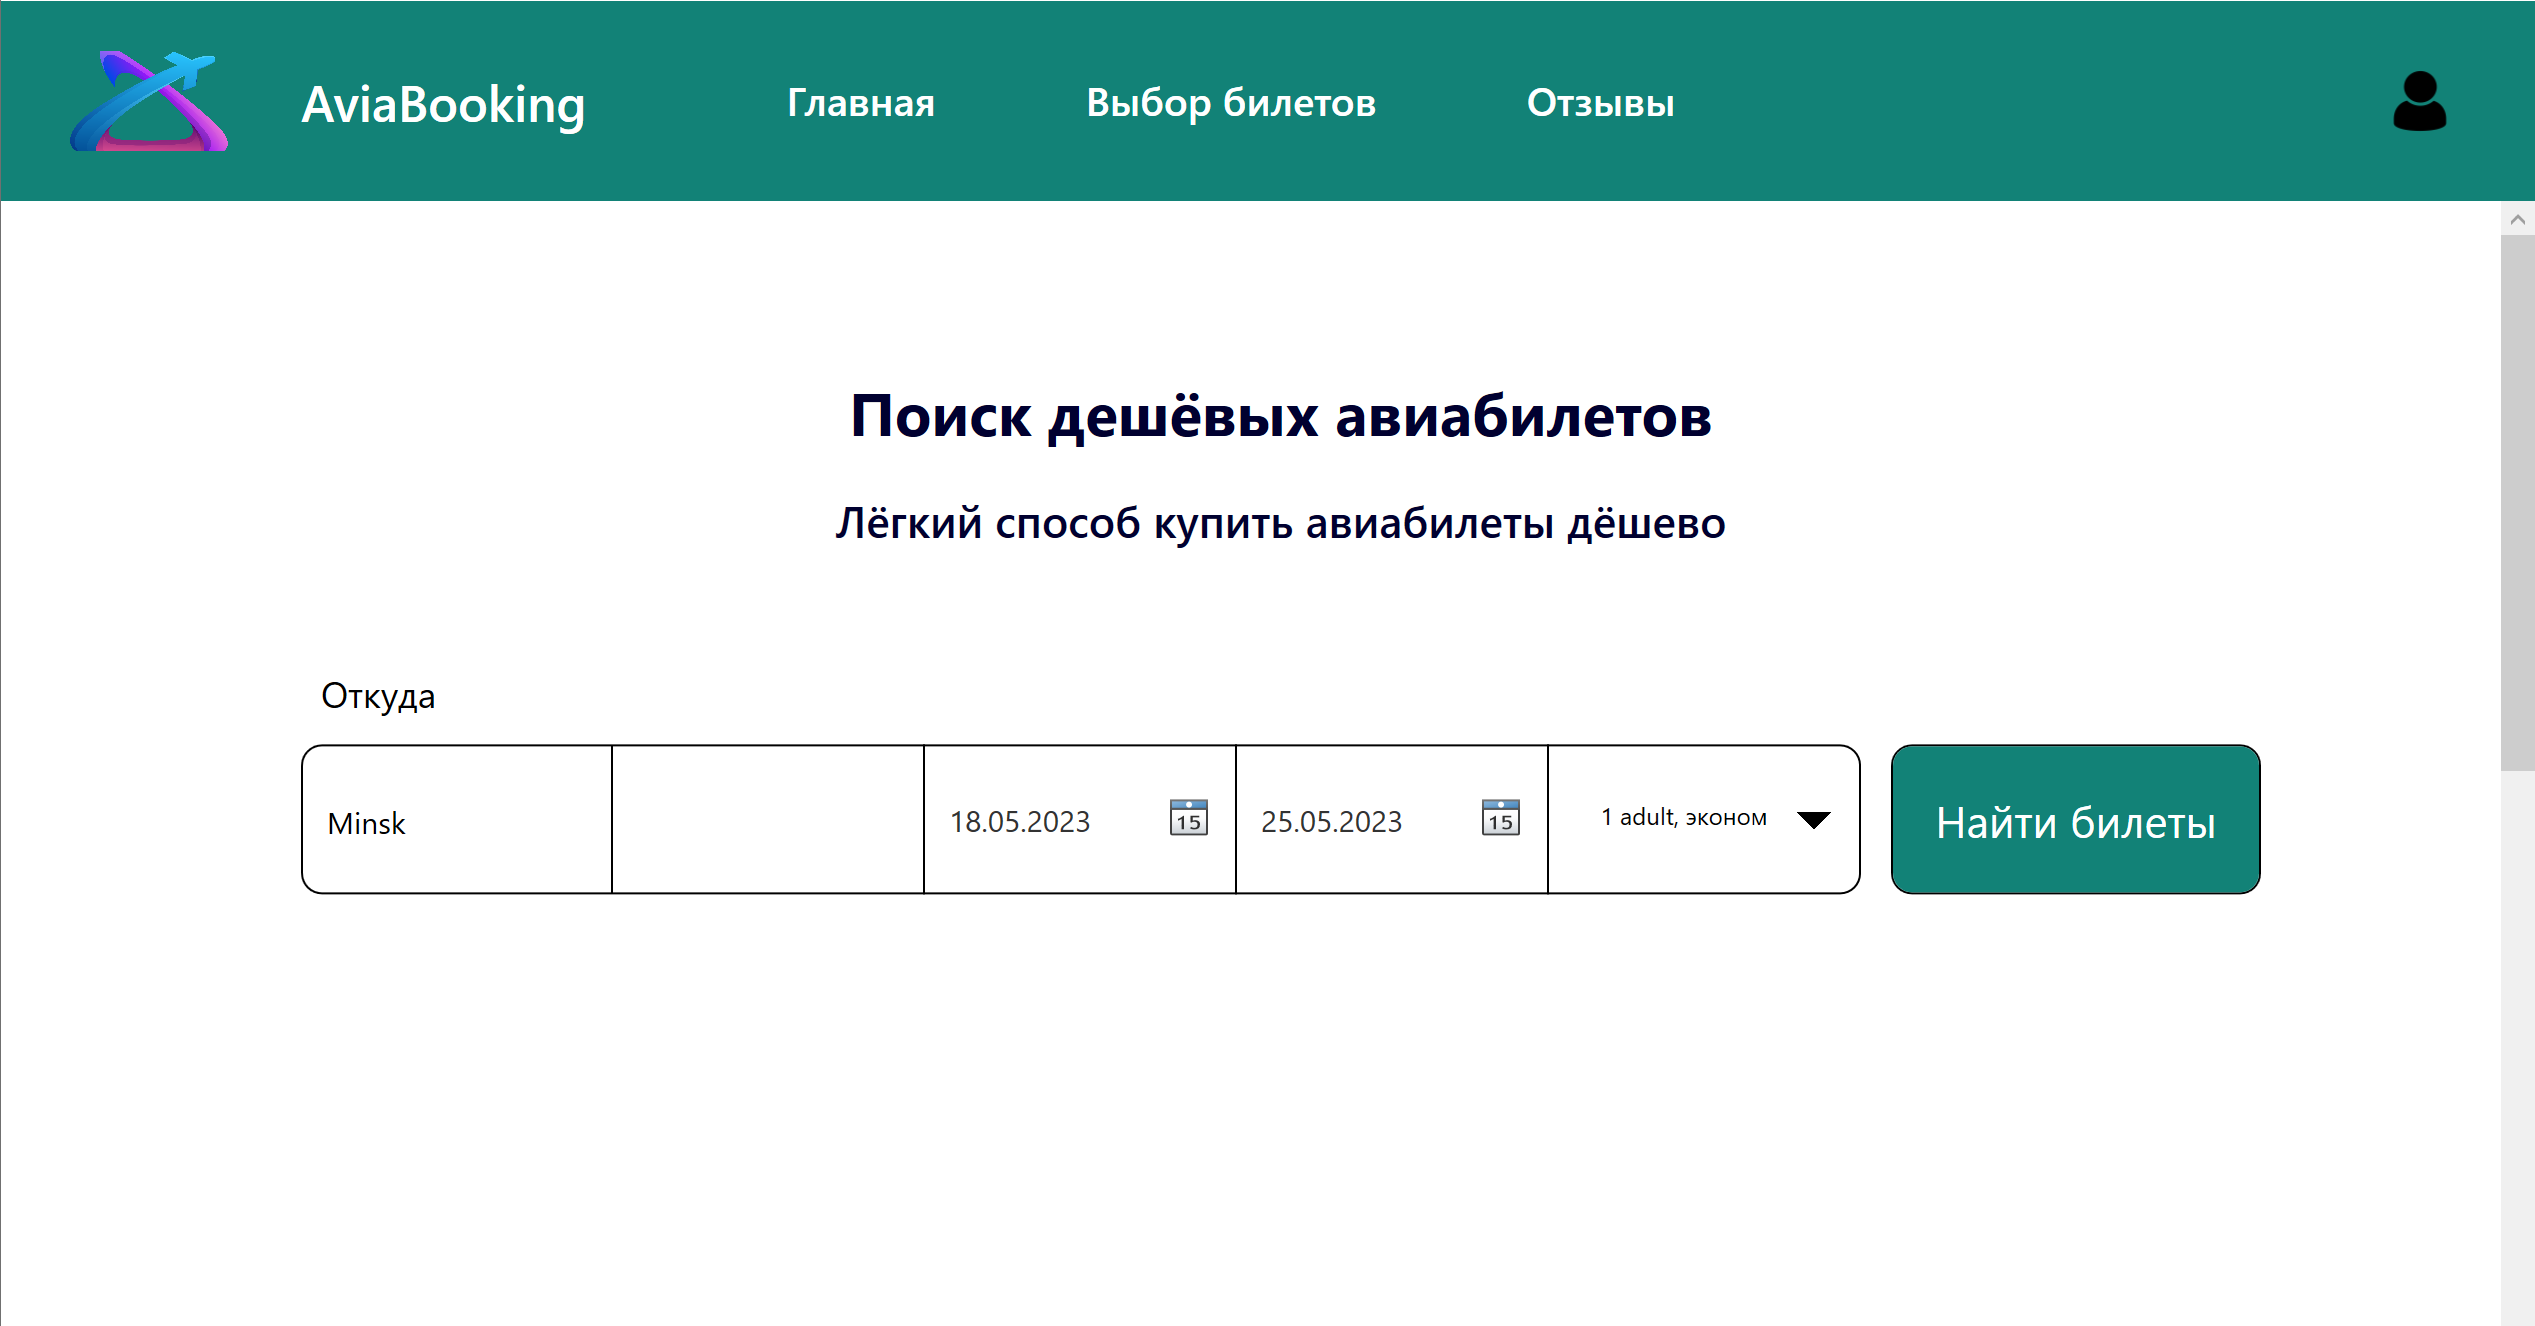 AviaBooking
Главная
Выбор билетов
Отзывы
Поиск дешёвых авиабилетов
Лёгкий способ купить авиабилеты дёшево
Откуда
Minsk
18.05.2023
15
25.05.2023
15
1 adult, эконом
Найти билеты